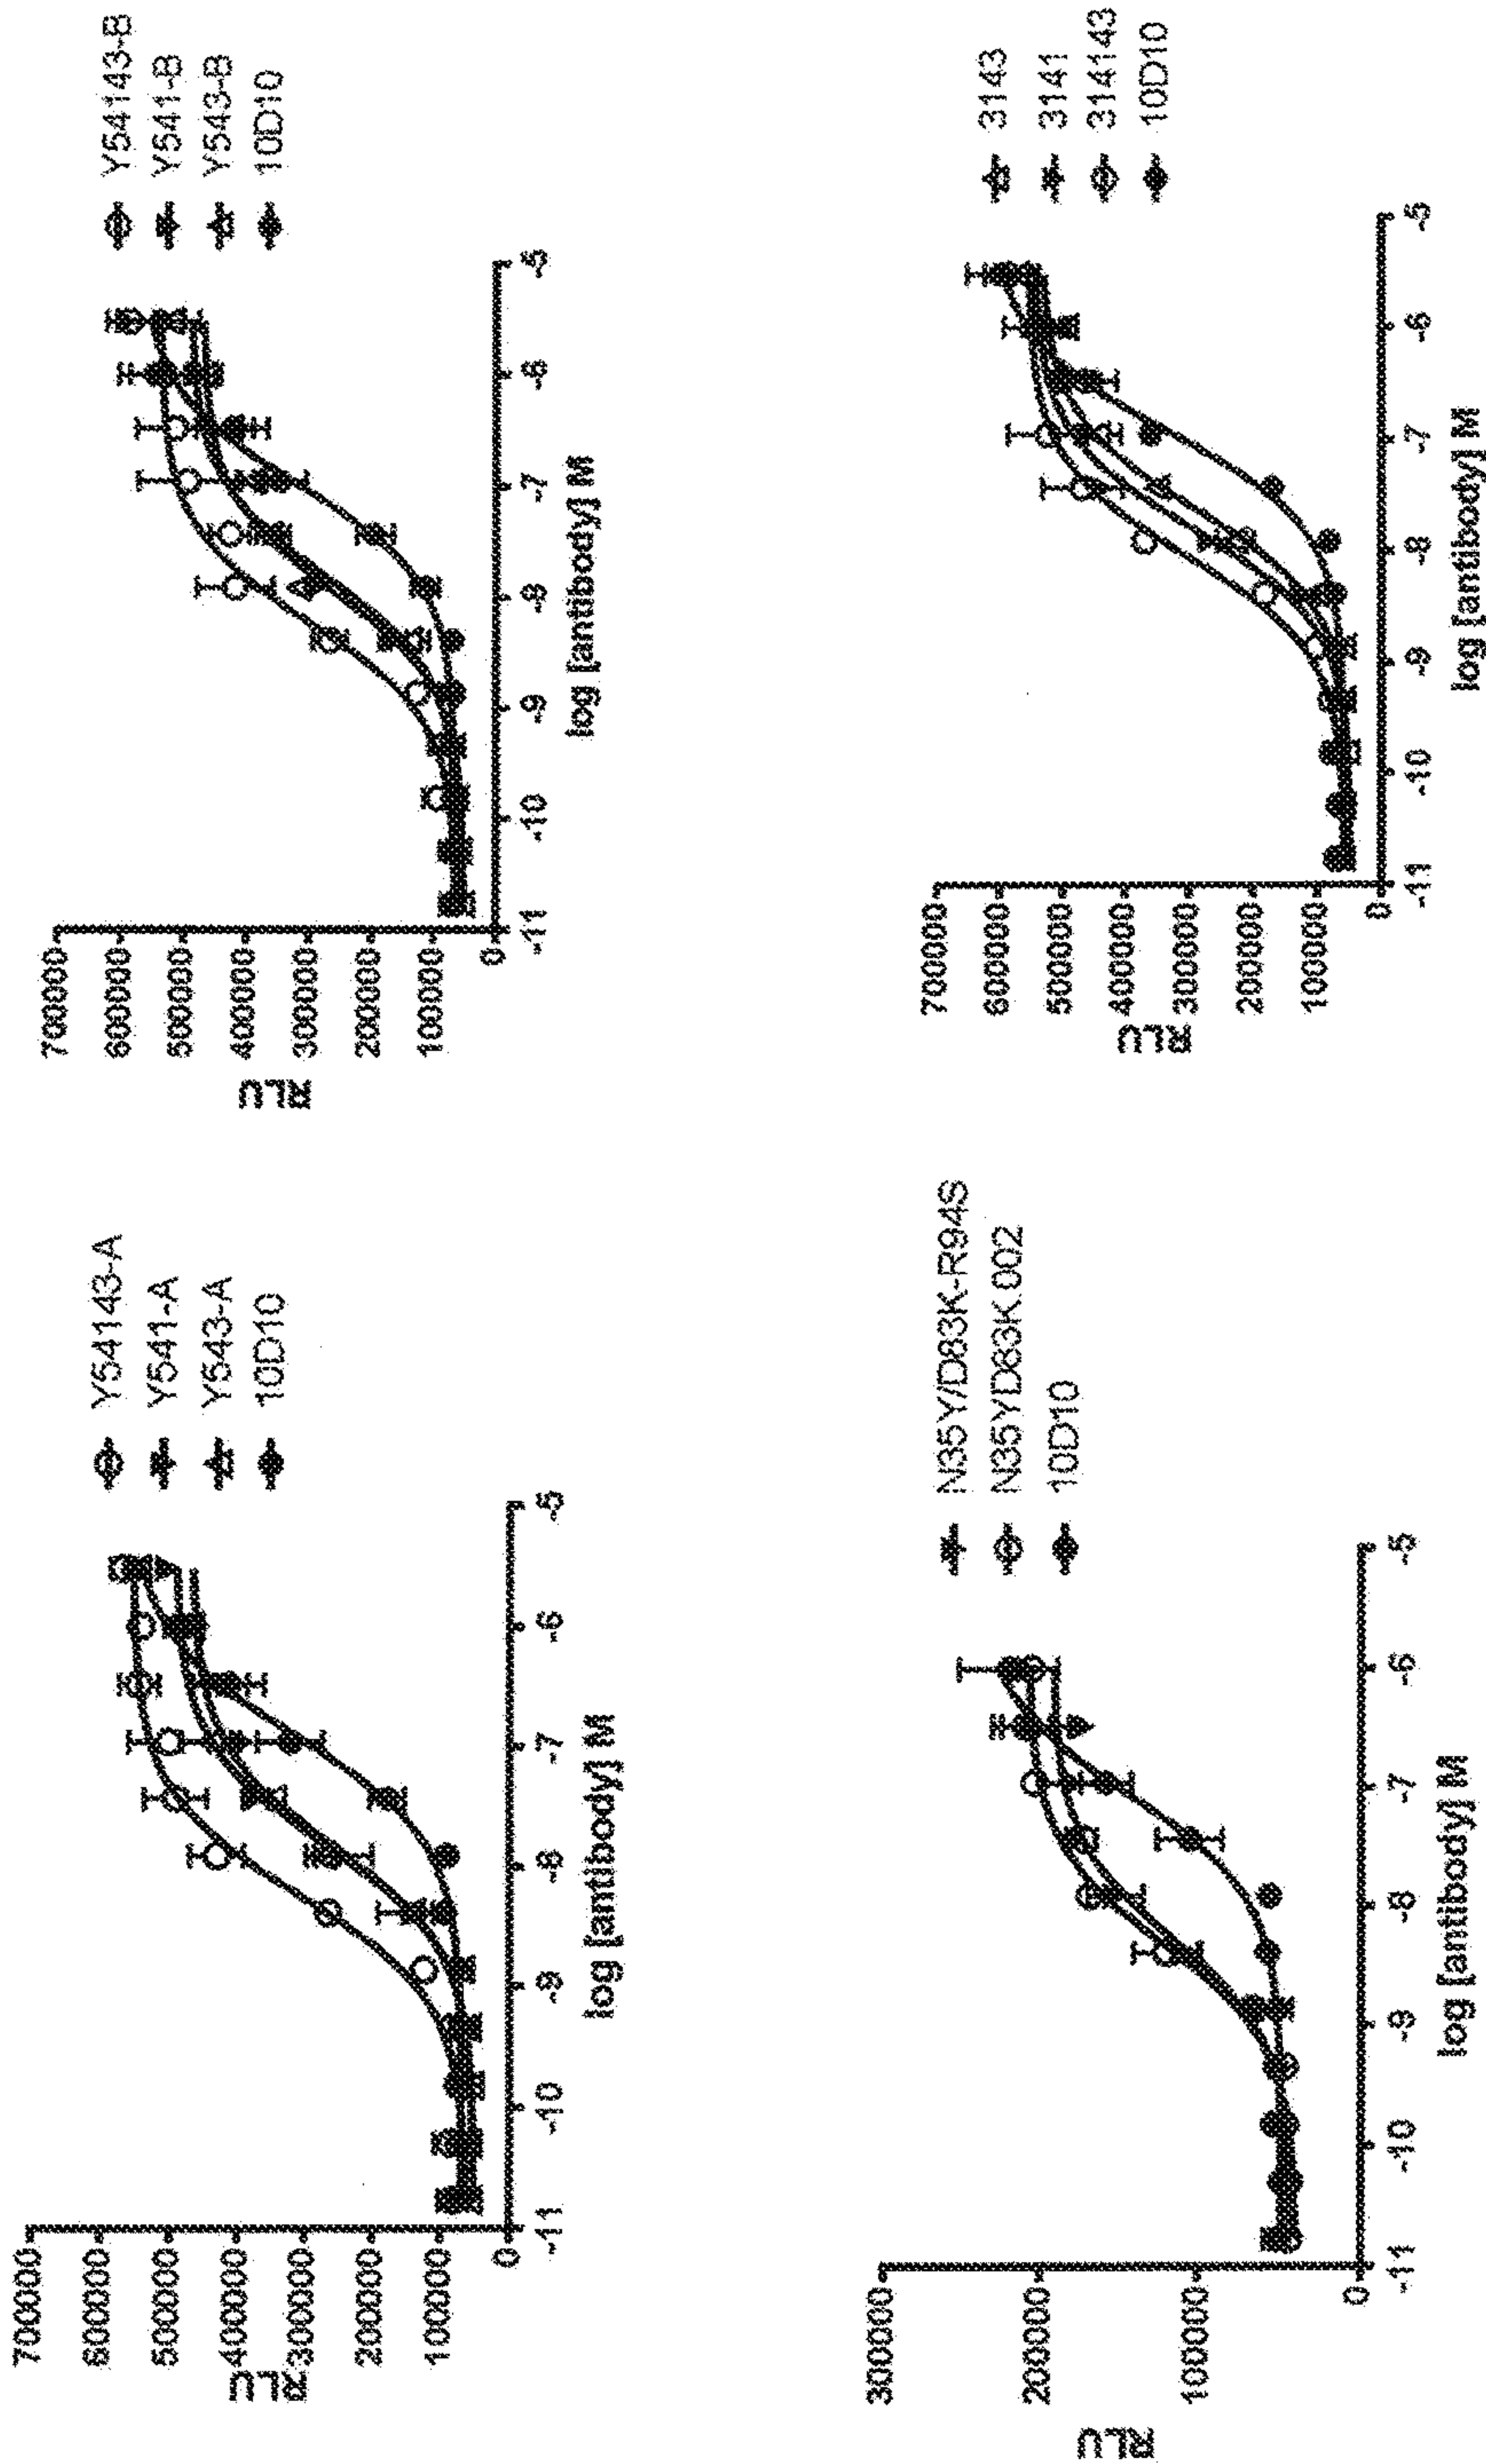 700000
600000
500000
400000
300000
200000
100000
0
RLU
-11
-10
-9
-8
-7
-6
-5
log [antibody] M
Y54143-A
Y541-A
Y543-A
10D10
700000
600000
500000
400000
300000
200000
100000
0
RLU
-11
-10
-9
-8
-7
-6
-5
log [antibody] M
Y54143-B
Y541-B
Y543-B
10D10
300000
200000
100000
0
RLU
-11
-10
-9
-8
-7
-6
-5
log [antibody] M
N35Y/D83K-R94S
N35YD83K.002
10D10
700000
600000
500000
400000
300000
200000
100000
0
RLU
-11
-10
-9
-8
-7
-6
-5
log [antibody] M
3143
3141
314143
10D10